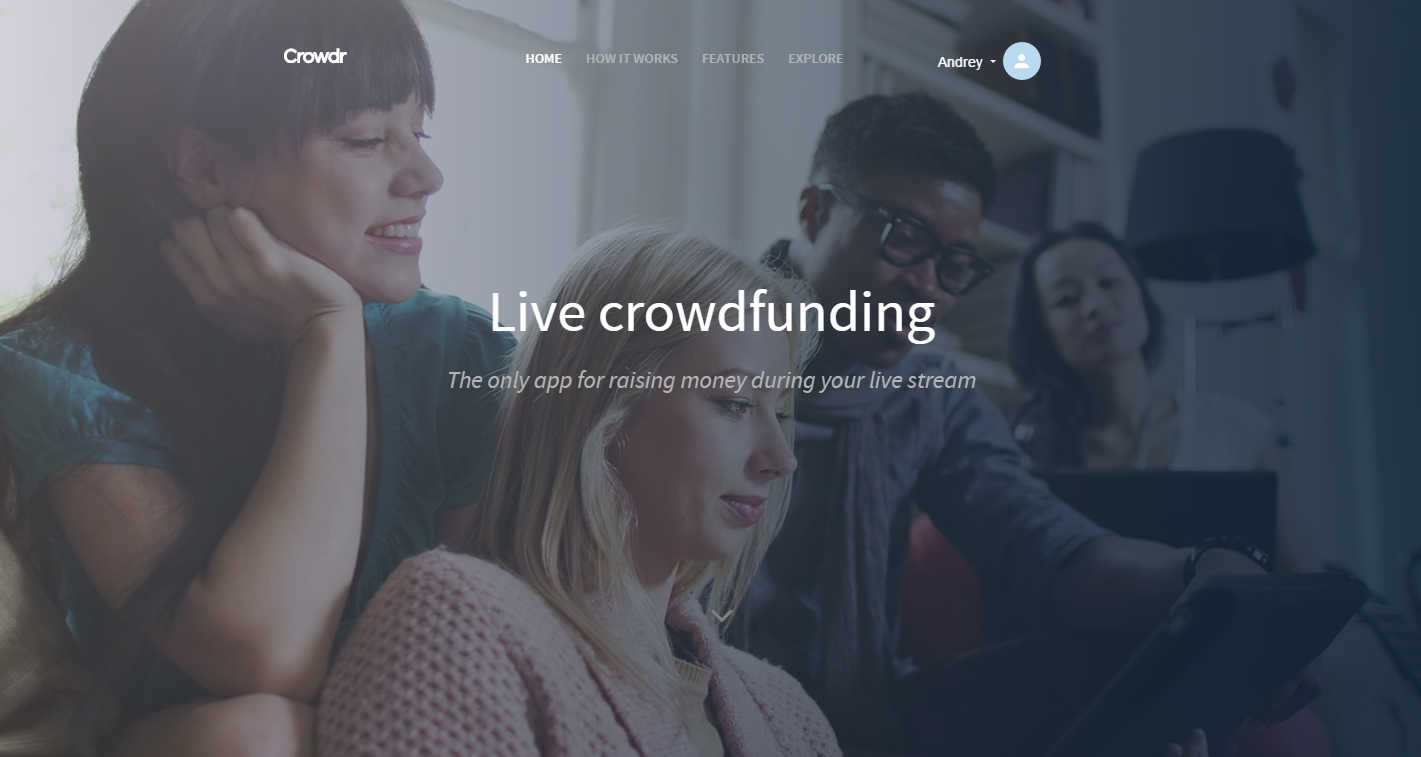 Crowdr
HOME HOW IT WORKS FEATURES EXPLORE
Andrey
Live crowdfunding
The only app for raising money during your live stream